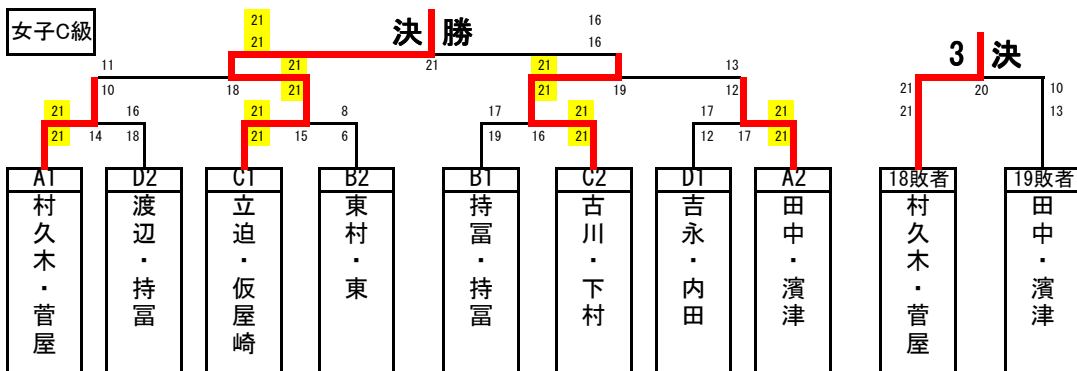 女子C級
21 16
21 決 勝 16
3 決
11 21 21 21 13
10 18 21 21 19 12 21 20 10
21 16 21 8 17 21 17 21 21 13
21 14 18 21 15 6 19 16 21 12 17 21
A1 D2 C1 B2 B1 C2 D1 A2 18敗者 19敗者
村久木・菅屋
渡辺・持冨
立迫・仮屋崎
東村・東
持冨・持冨
古川・下村
吉永・内田
田中・濱津
村久木・菅屋
田中・濱津